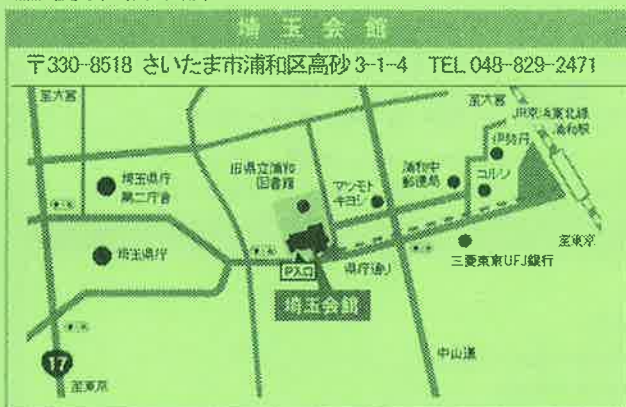 埼玉会館
〒330-8518 さいたま市浦和区高砂3-1-4 TEL 048-829-2471
至大宮
至大宮
JR京浜東北線
浦和駅
伊勢丹
コルソ
浦和中
郵便局
マツモト
キヨシ
旧県立浦和
図書館
埼玉県庁
第二庁舎
埼玉県庁
P入口
県庁通り
三菱東京UFJ銀行
至東京
埼玉会館
中山道
17
至東京